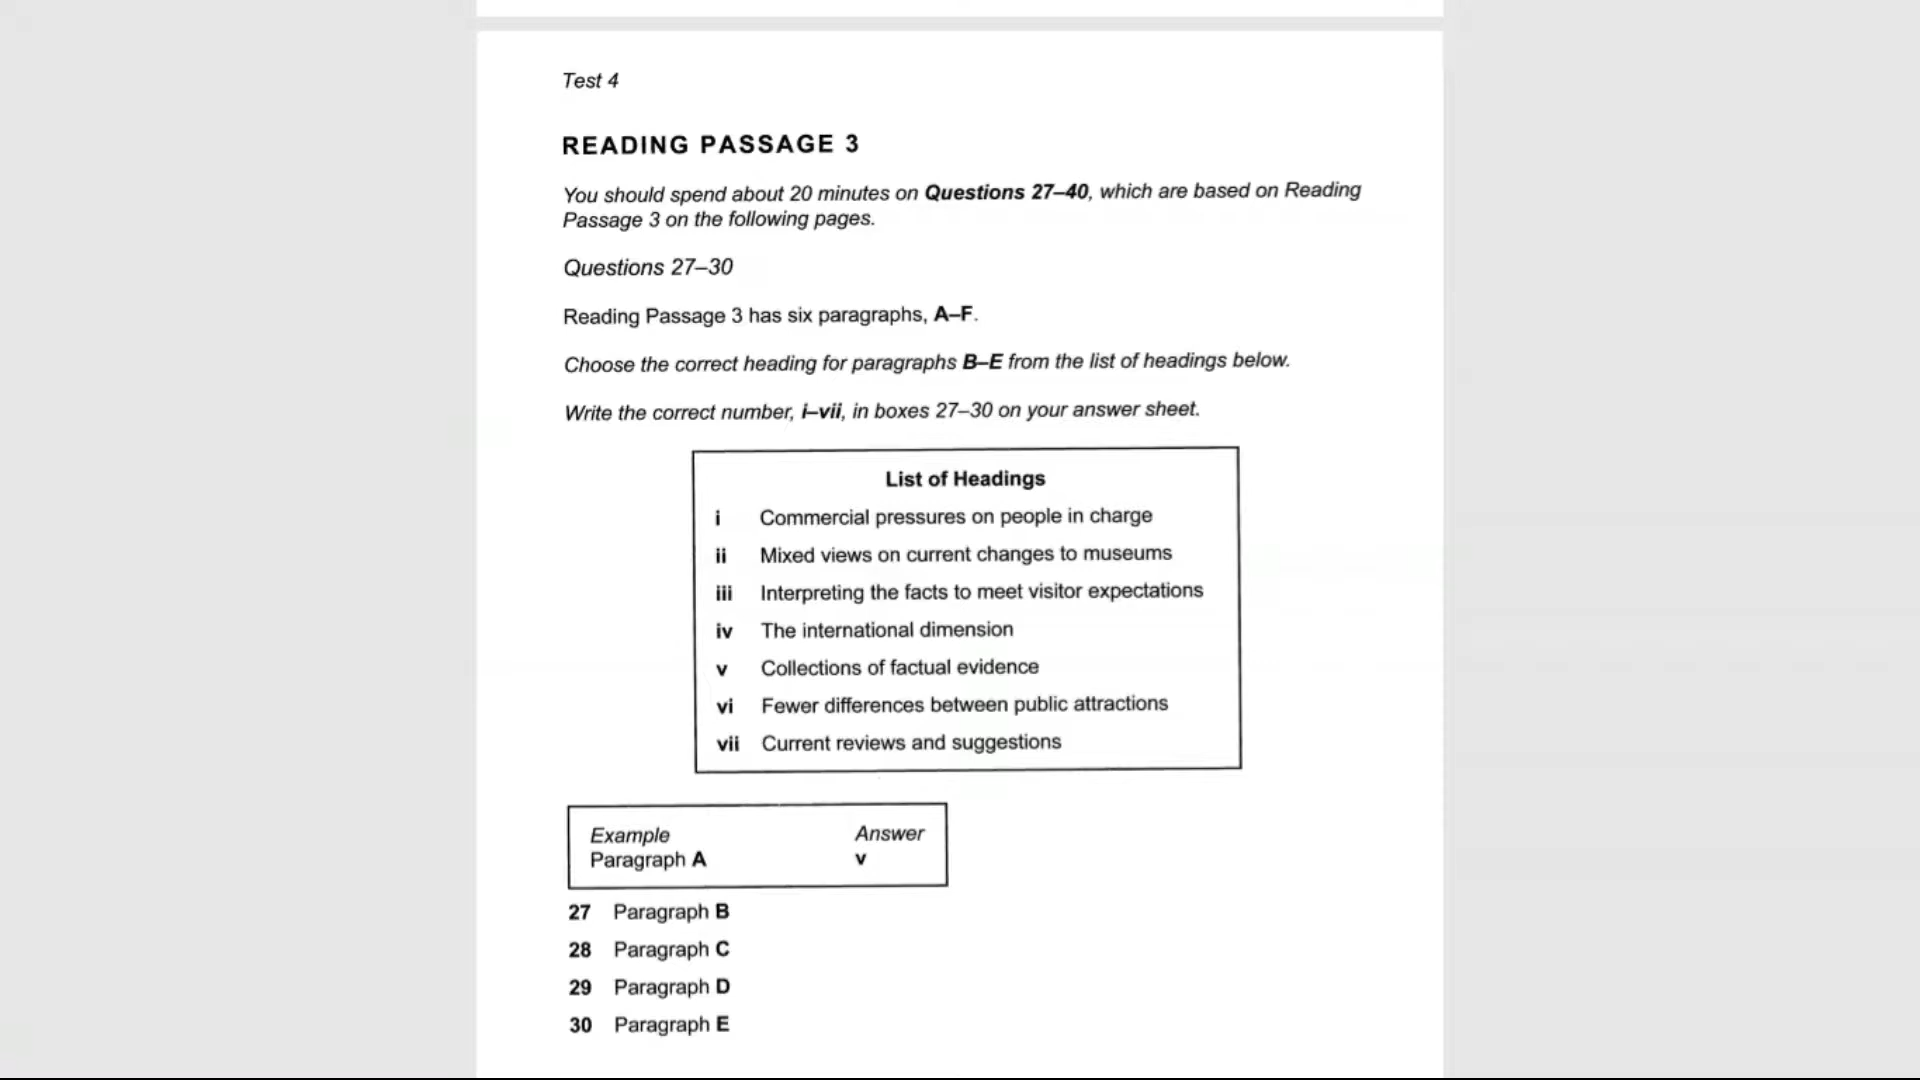 Test 4
READING PASSAGE 3
You should spend about 20 minutes on Questions 27–40, which are based on Reading
Passage 3 on the following pages.
Questions 27–30
Reading Passage 3 has six paragraphs, A–F.
Choose the correct heading for paragraphs B–E from the list of headings below.
Write the correct number, i–vii, in boxes 27–30 on your answer sheet.
List of Headings
i Commercial pressures on people in charge
ii Mixed views on current changes to museums
iii Interpreting the facts to meet visitor expectations
iv The international dimension
v Collections of factual evidence
vi Fewer differences between public attractions
vii Current reviews and suggestions
Example Answer
Paragraph A v
27 Paragraph B
28 Paragraph C
29 Paragraph D
30 Paragraph E